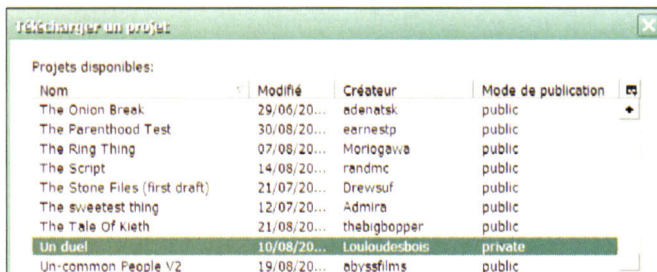 Télécharger un projet
Projets disponibles:
Nom Modifié Créateur Mode de publication
The Onion Break 29/06/20... adenatsk public
The Parenthood Test 30/08/20... earnestp public
The Ring Thing 07/08/20... Moriogawa public
The Script 14/08/20... randmc public
The Stone Files (first draft) 21/07/20... Drewsuf public
The sweetest thing 12/07/20... Admira public
The Tale Of Kieth 21/08/20... thebigbopper public
Un duel 10/08/20... Louloudesbois private
Un-common People V2 19/08/20... abyssfilms public